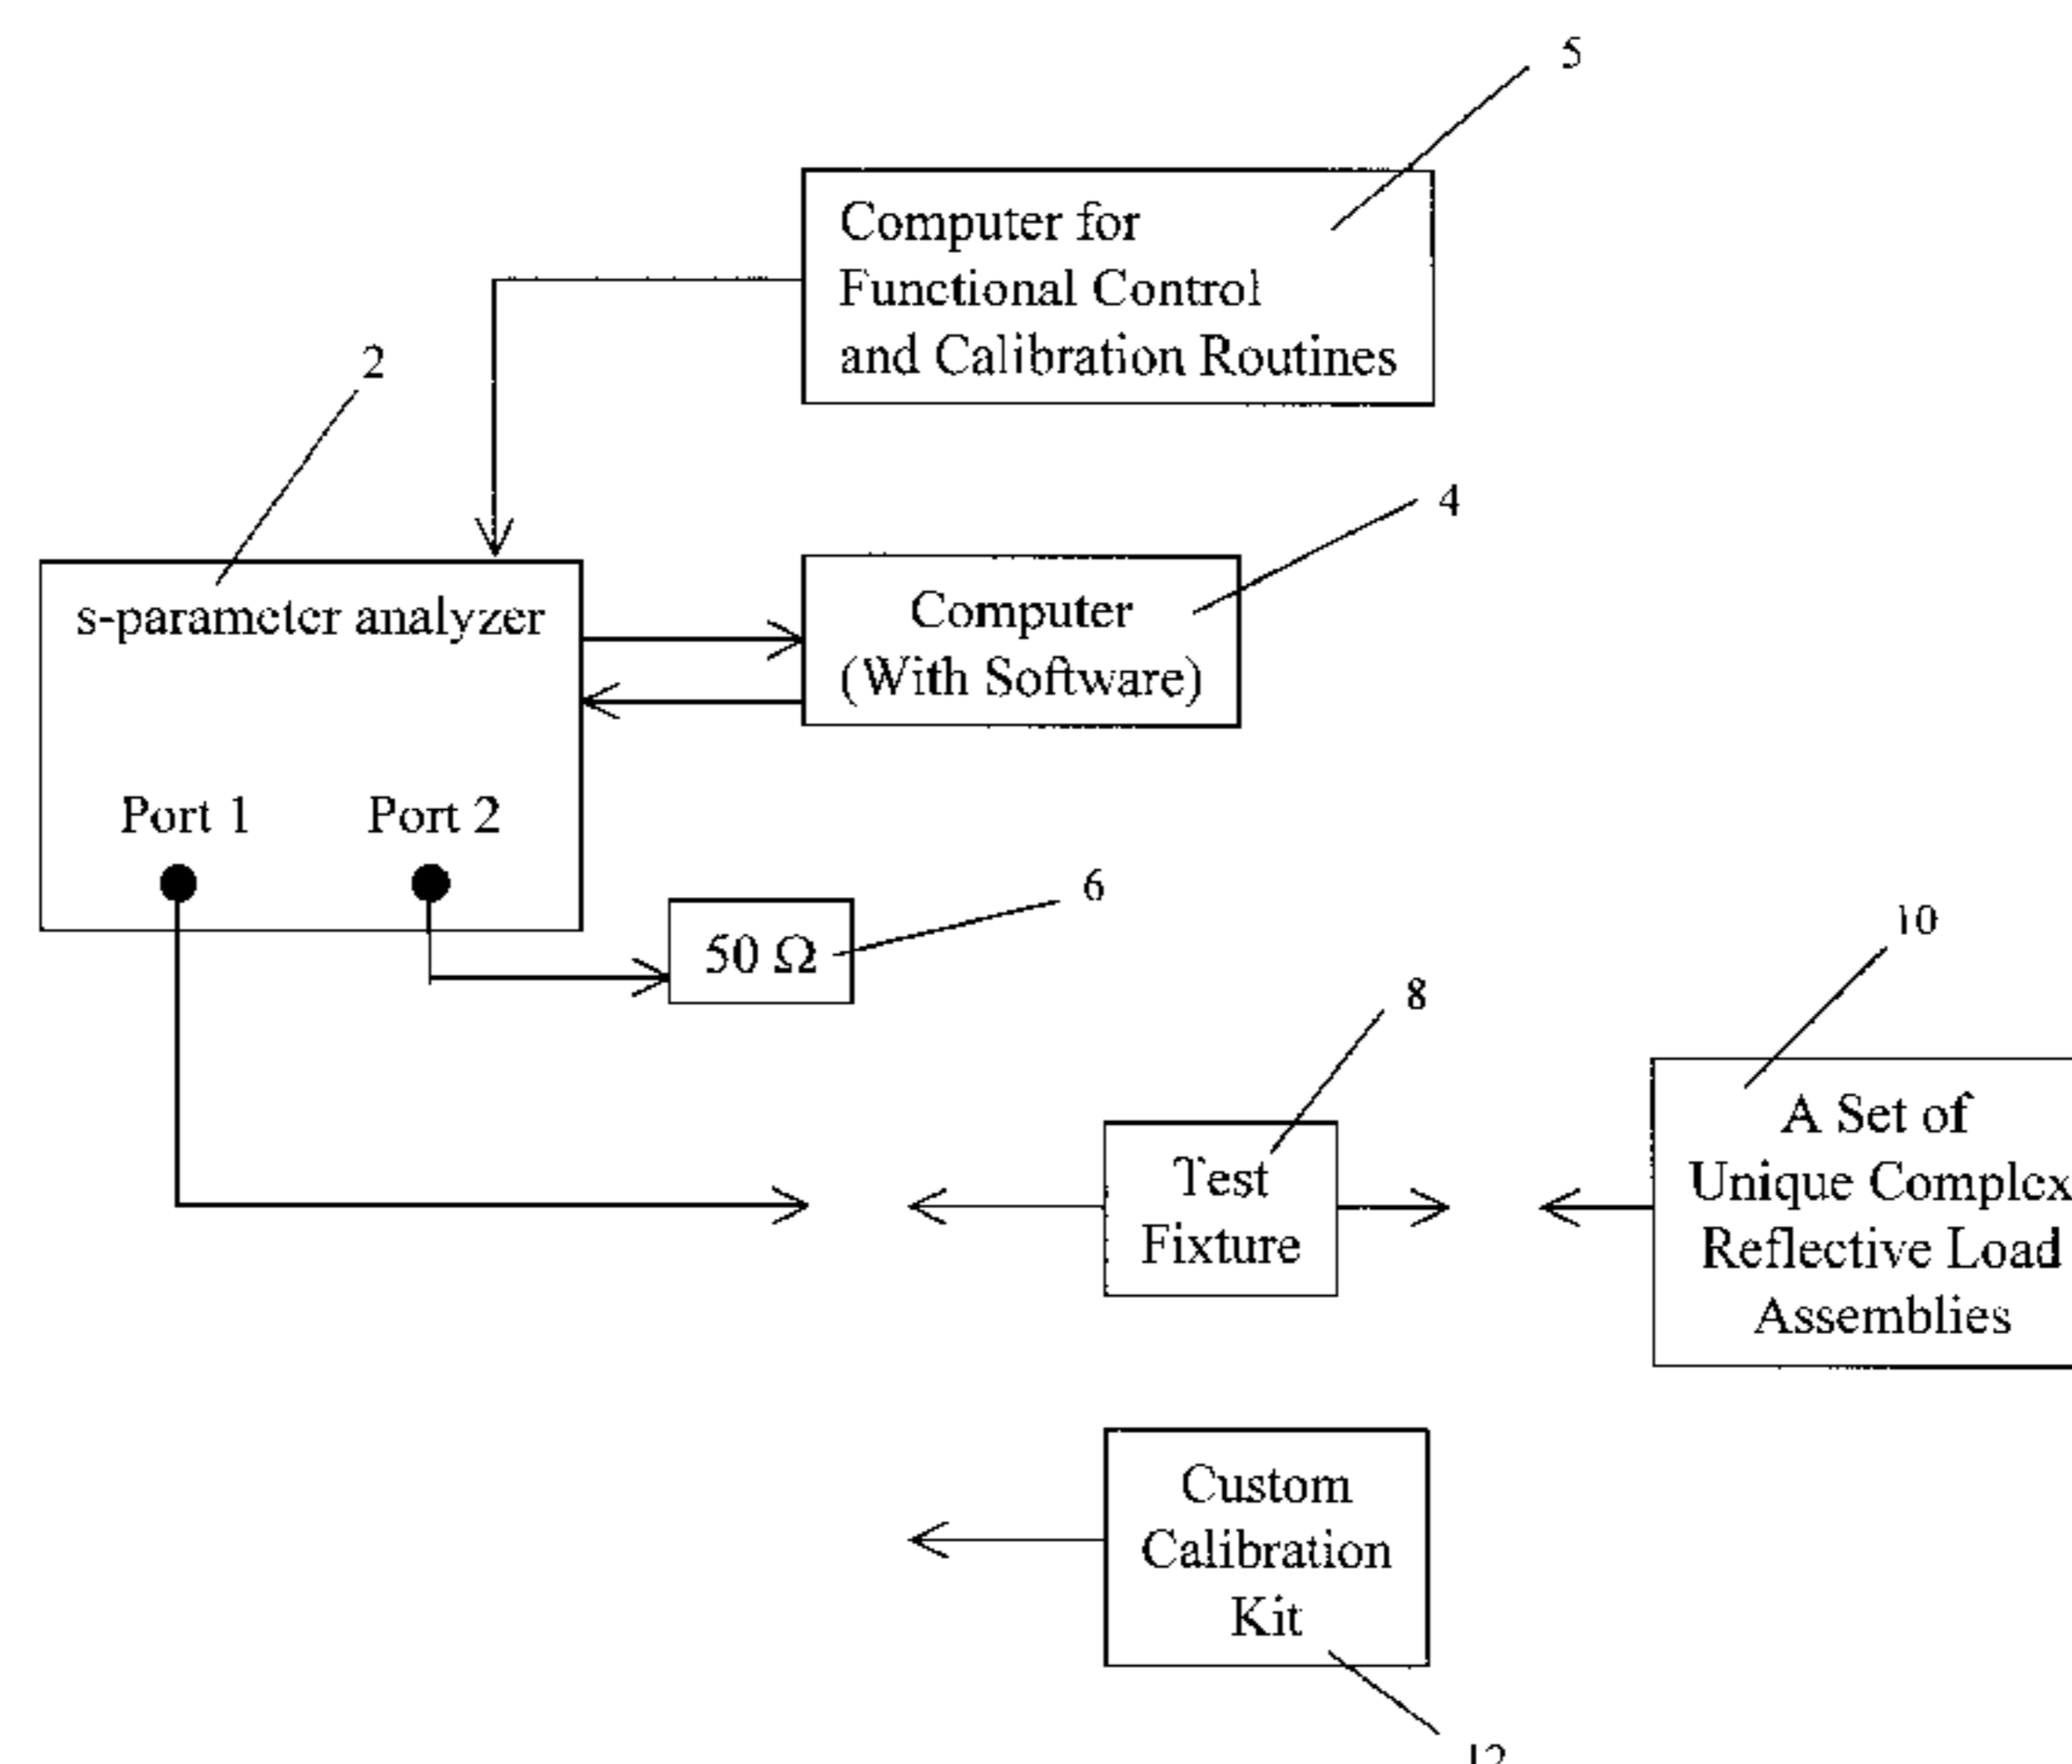 5
Computer for
Functional Control
and Calibration Routines
2
4
s-parameter analyzer
Computer
(With Software)
Port 1 Port 2
6
50 Ω
10
8
A Set of
Unique Complex
Reflective Load
Assemblies
Test
Fixture
Custom
Calibration
Kit
12